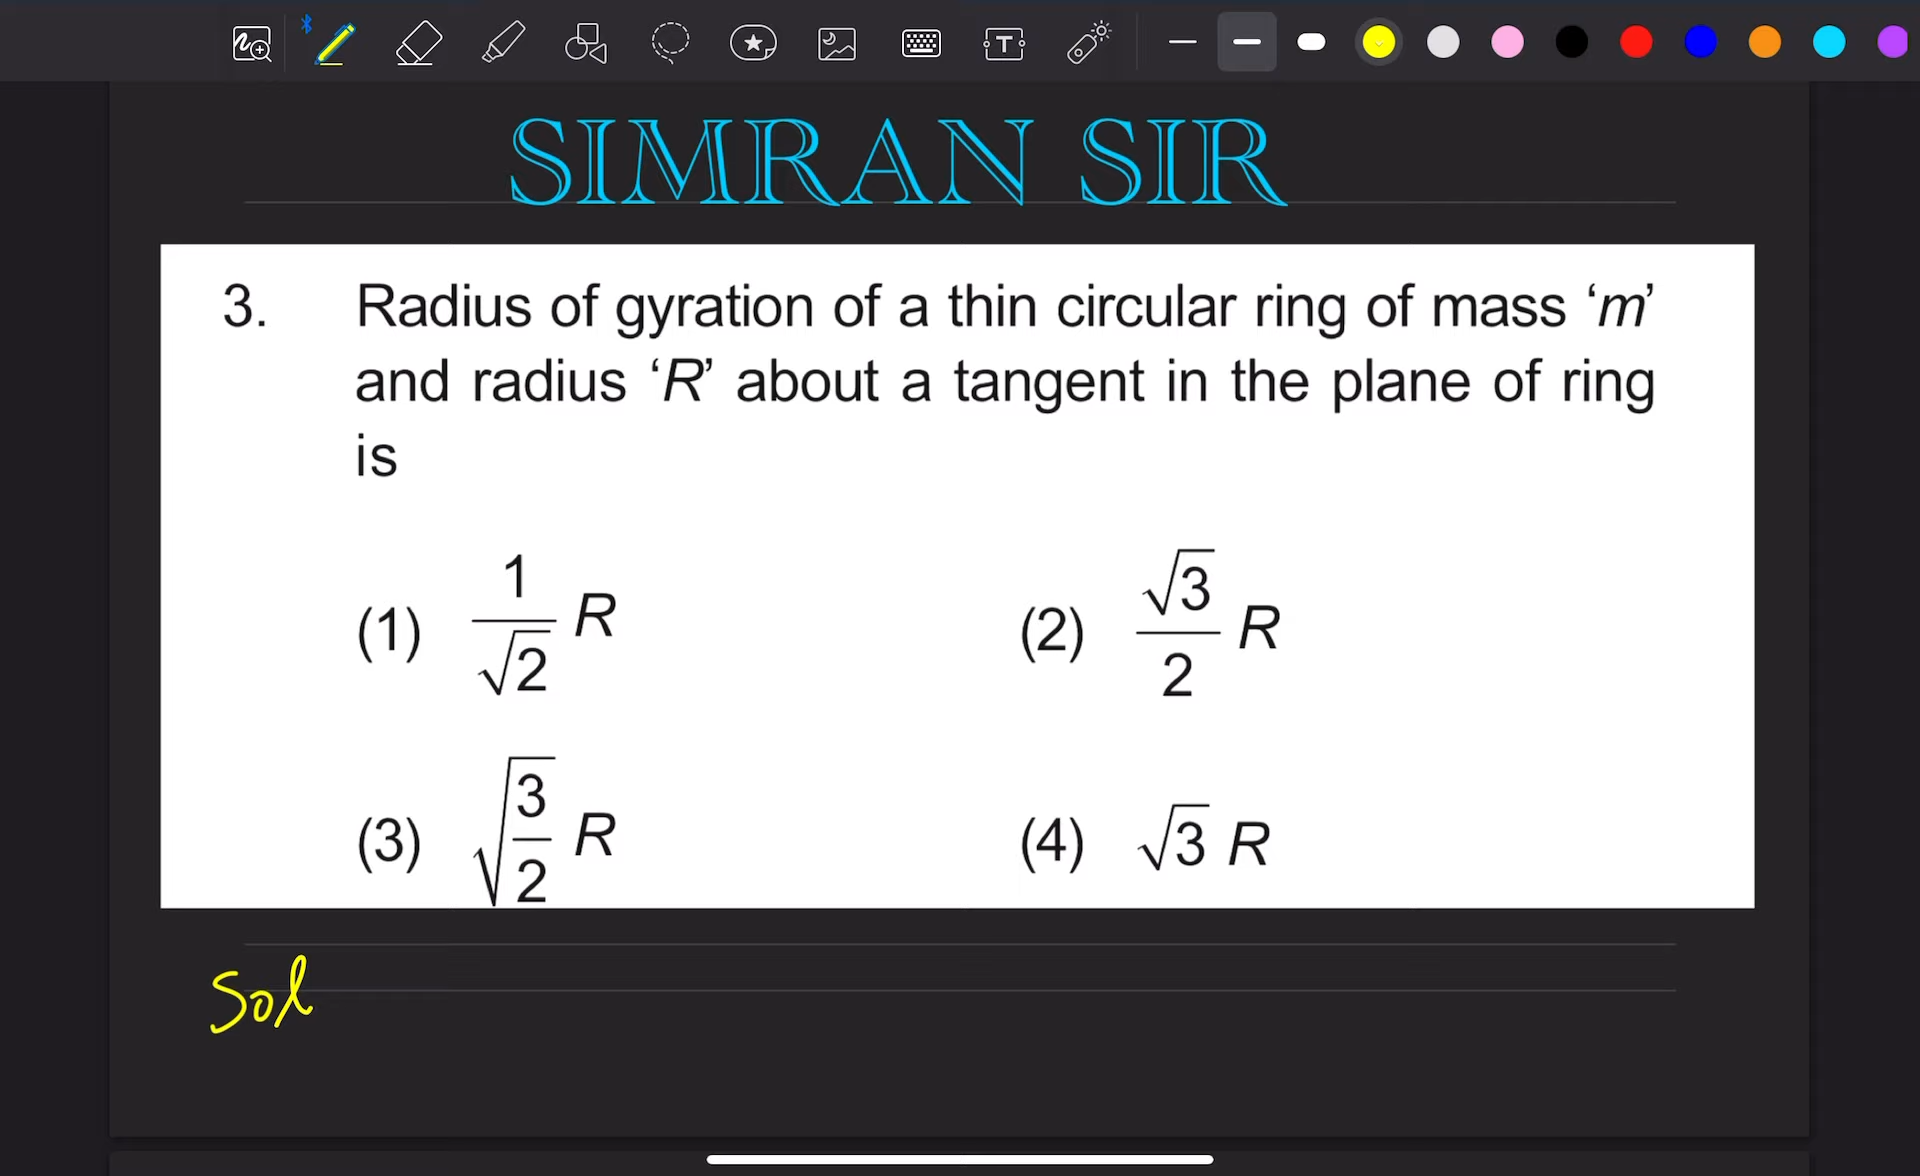 SIMRAN SIR
3. Radius of gyration of a thin circular ring of mass ‘m’
and radius ‘R’ about a tangent in the plane of ring
is
(1) 1/√2 R (2) √3/2 R
(3) √(3/2) R (4) √3 R
Sol